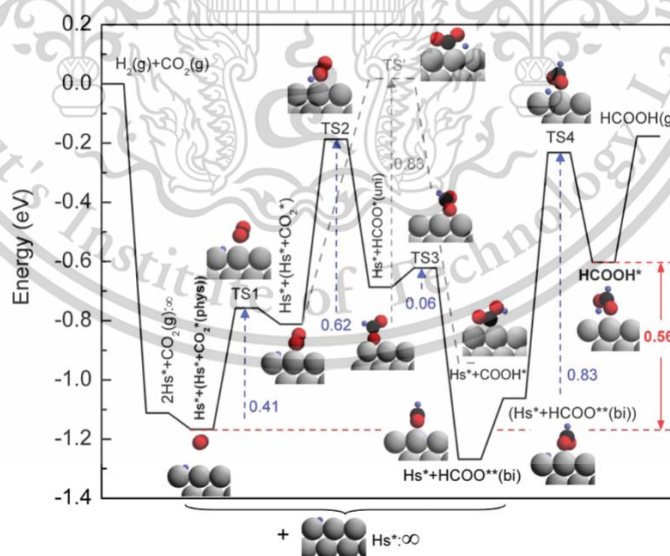 0.2
0.0
-0.2
-0.4
-0.6
-0.8
-1.0
-1.2
-1.4
Energy (eV)
H₂(g)+CO₂(g)
2Hs*+CO₂(g):∞
Hs*+(Hs*+CO₂*(phys))
TS1
0.41
Hs*+(Hs*+CO₂*)
TS2
0.62
Hs*+HCOO*(uni)
TS
0.83
TS3
0.06
Hs*+COOH*
Hs*+HCOO**(bi)
(Hs*+HCOO**(bi))
TS4
0.83
HCOOH*
HCOOH(g
0.56
+ Hs*:∞
Institute of Technology